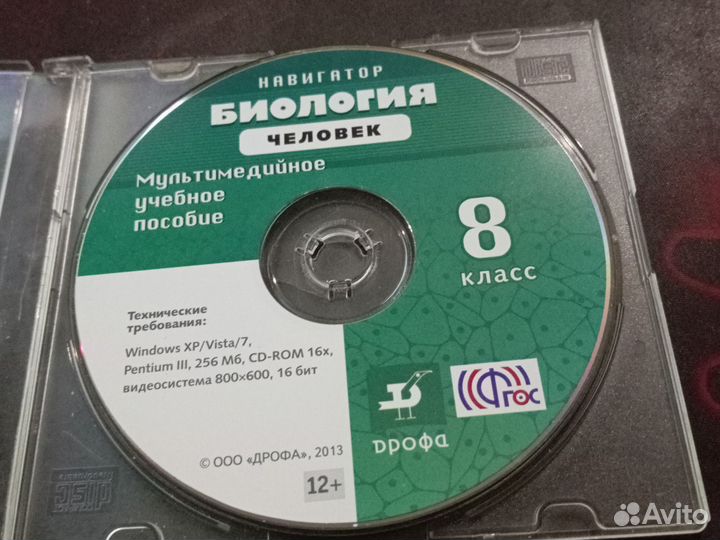 НАВИГАТОР
БИОЛОГИЯ
ЧЕЛОВЕК
Мультимедийное
учебное
пособие
8
класс
Технические
требования:
Windows XP/Vista/7,
Pentium III, 256 Мб, CD-ROM 16x,
видеосистема 800×600, 16 бит
ФГОС
дрофа
© ООО «ДРОФА», 2013
12+
disc
Avito